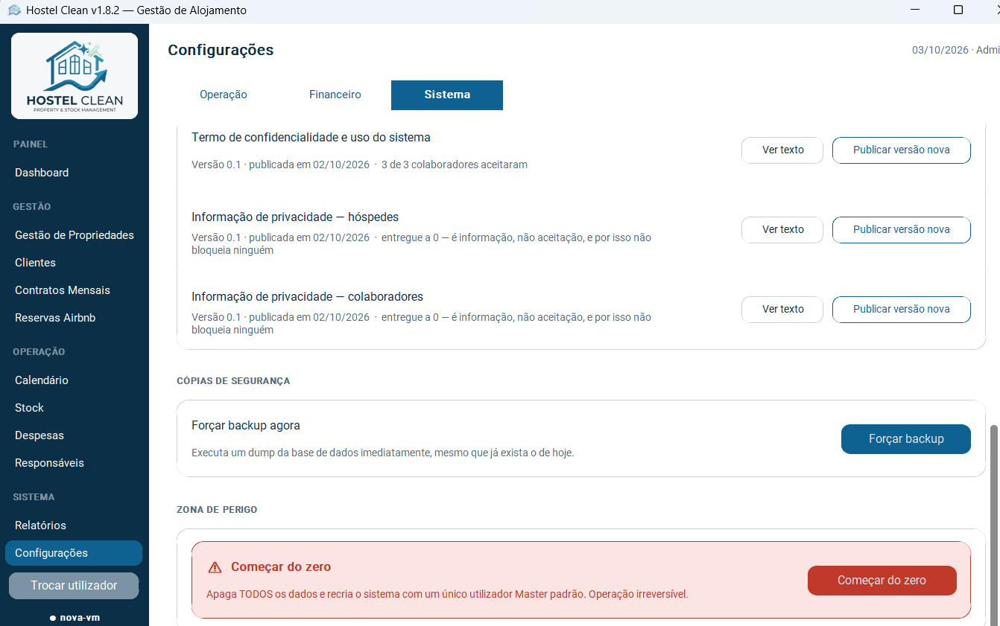 Hostel Clean v1.8.2 — Gestão de Alojamento
HOSTEL CLEAN
PROPERTY & STOCK MANAGEMENT
PAINEL
Dashboard
GESTÃO
Gestão de Propriedades
Clientes
Contratos Mensais
Reservas Airbnb
OPERAÇÃO
Calendário
Stock
Despesas
Responsáveis
SISTEMA
Relatórios
Configurações
Trocar utilizador
nova-vm
Configurações
03/10/2026 · Admi
Operação Financeiro Sistema
Termo de confidencialidade e uso do sistema
Versão 0.1 · publicada em 02/10/2026 · 3 de 3 colaboradores aceitaram
Ver texto Publicar versão nova
Informação de privacidade — hóspedes
Versão 0.1 · publicada em 02/10/2026 · entregue a 0 — é informação, não aceitação, e por isso não
bloqueia ninguém
Ver texto Publicar versão nova
Informação de privacidade — colaboradores
Versão 0.1 · publicada em 02/10/2026 · entregue a 0 — é informação, não aceitação, e por isso não
bloqueia ninguém
Ver texto Publicar versão nova
CÓPIAS DE SEGURANÇA
Forçar backup agora
Executa um dump da base de dados imediatamente, mesmo que já exista o de hoje.
Forçar backup
ZONA DE PERIGO
Começar do zero
Apaga TODOS os dados e recria o sistema com um único utilizador Master padrão. Operação irreversível.
Começar do zero